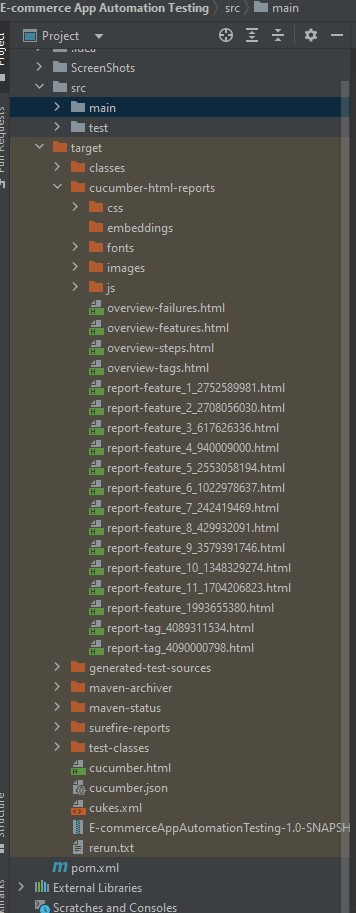 E-commerce App Automation Testing > src > main
Project
Project
ScreenShots
src
main
test
target
classes
cucumber-html-reports
css
embeddings
fonts
images
js
overview-failures.html
overview-features.html
overview-steps.html
overview-tags.html
report-feature_1_2752589981.html
report-feature_2_2708056030.html
report-feature_3_617626336.html
report-feature_4_940009000.html
report-feature_5_2553058194.html
report-feature_6_1022978637.html
report-feature_7_242419469.html
report-feature_8_429932091.html
report-feature_9_3579391746.html
report-feature_10_1348329274.html
report-feature_11_1704206823.html
report-feature_1993655380.html
report-tag_4089311534.html
report-tag_4090000798.html
generated-test-sources
maven-archiver
maven-status
surefire-reports
test-classes
cucumber.html
cucumber.json
cukes.xml
E-commerceAppAutomationTesting-1.0-SNAPSH
rerun.txt
pom.xml
External Libraries
Scratches and Consoles
Pull Requests
Structure